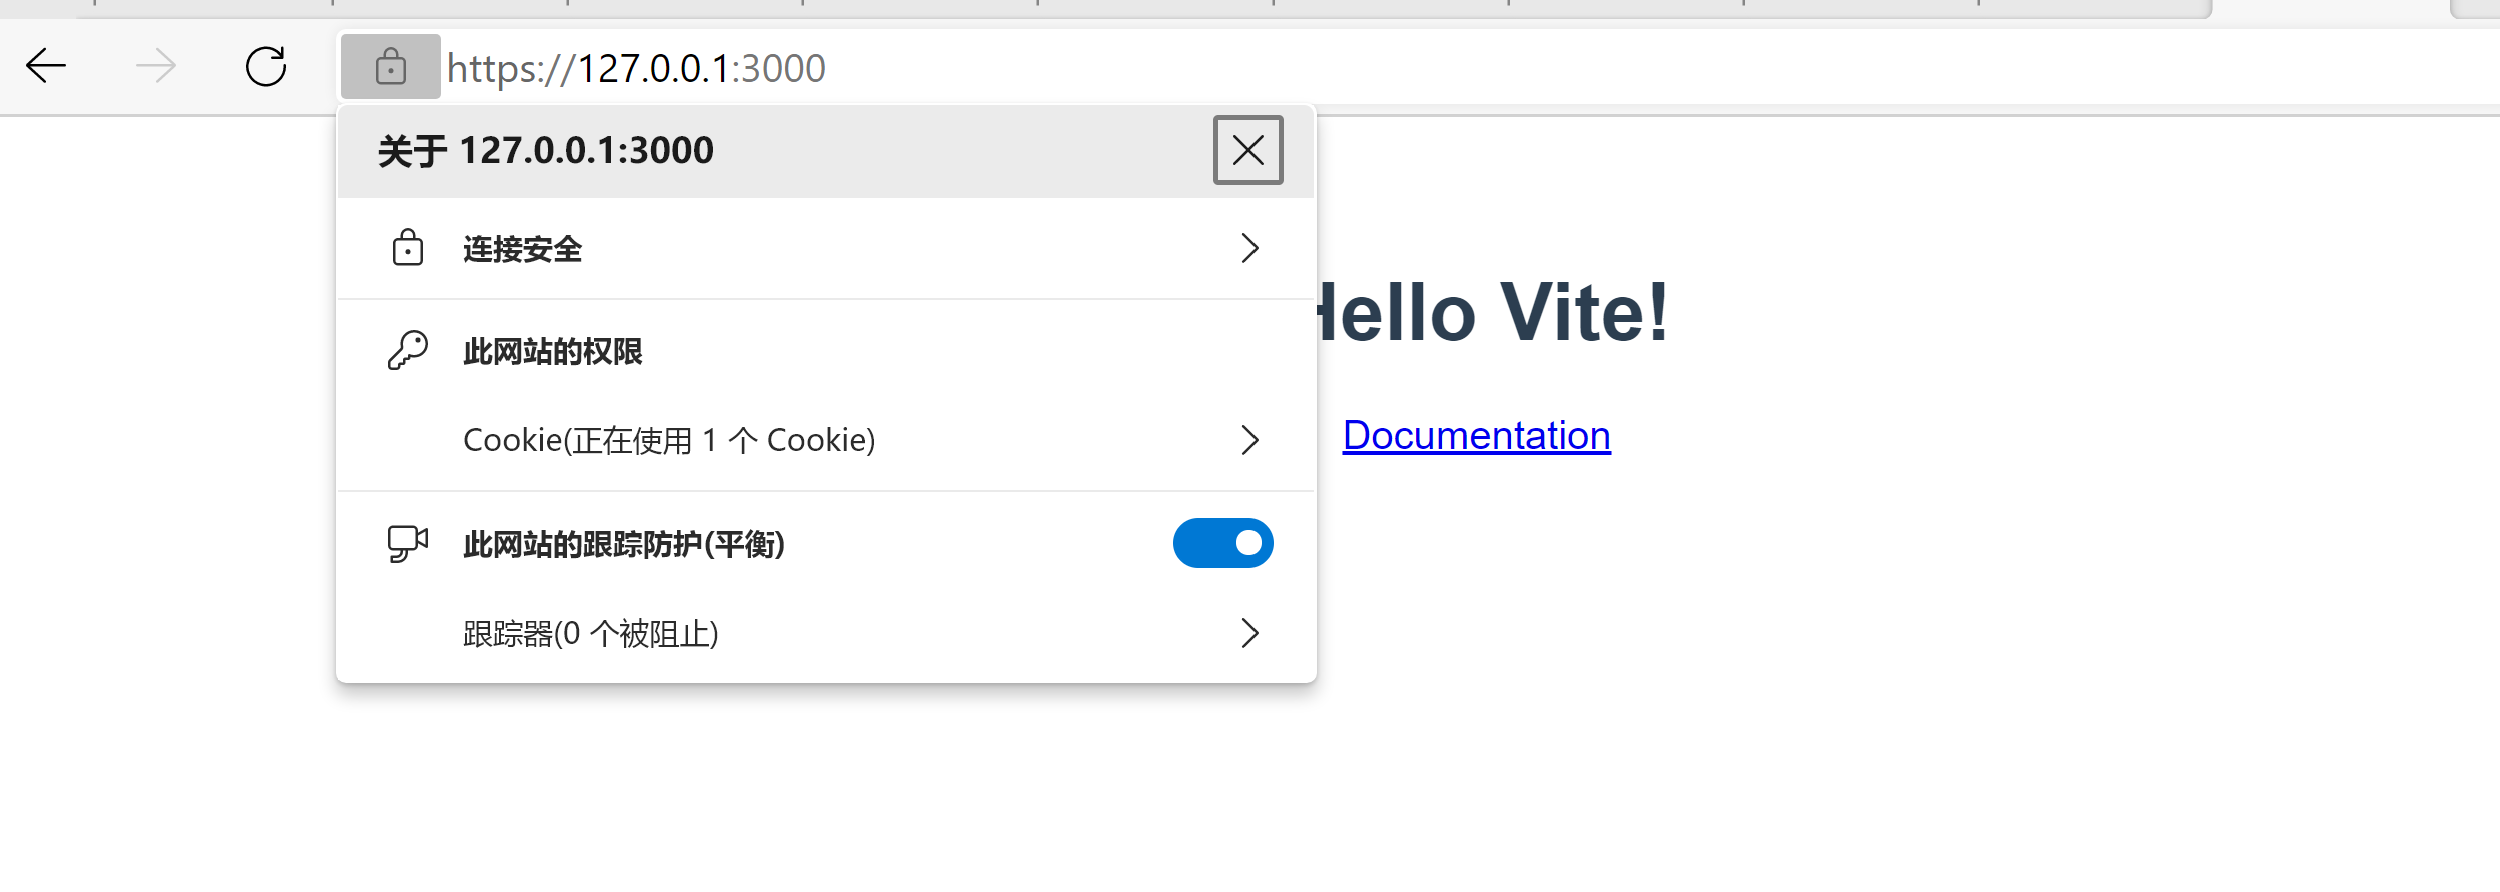 https://127.0.0.1:3000
关于 127.0.0.1:3000
连接安全
此网站的权限
Cookie(正在使用 1 个 Cookie)
此网站的跟踪防护(平衡)
跟踪器(0 个被阻止)
Hello Vite!
Documentation